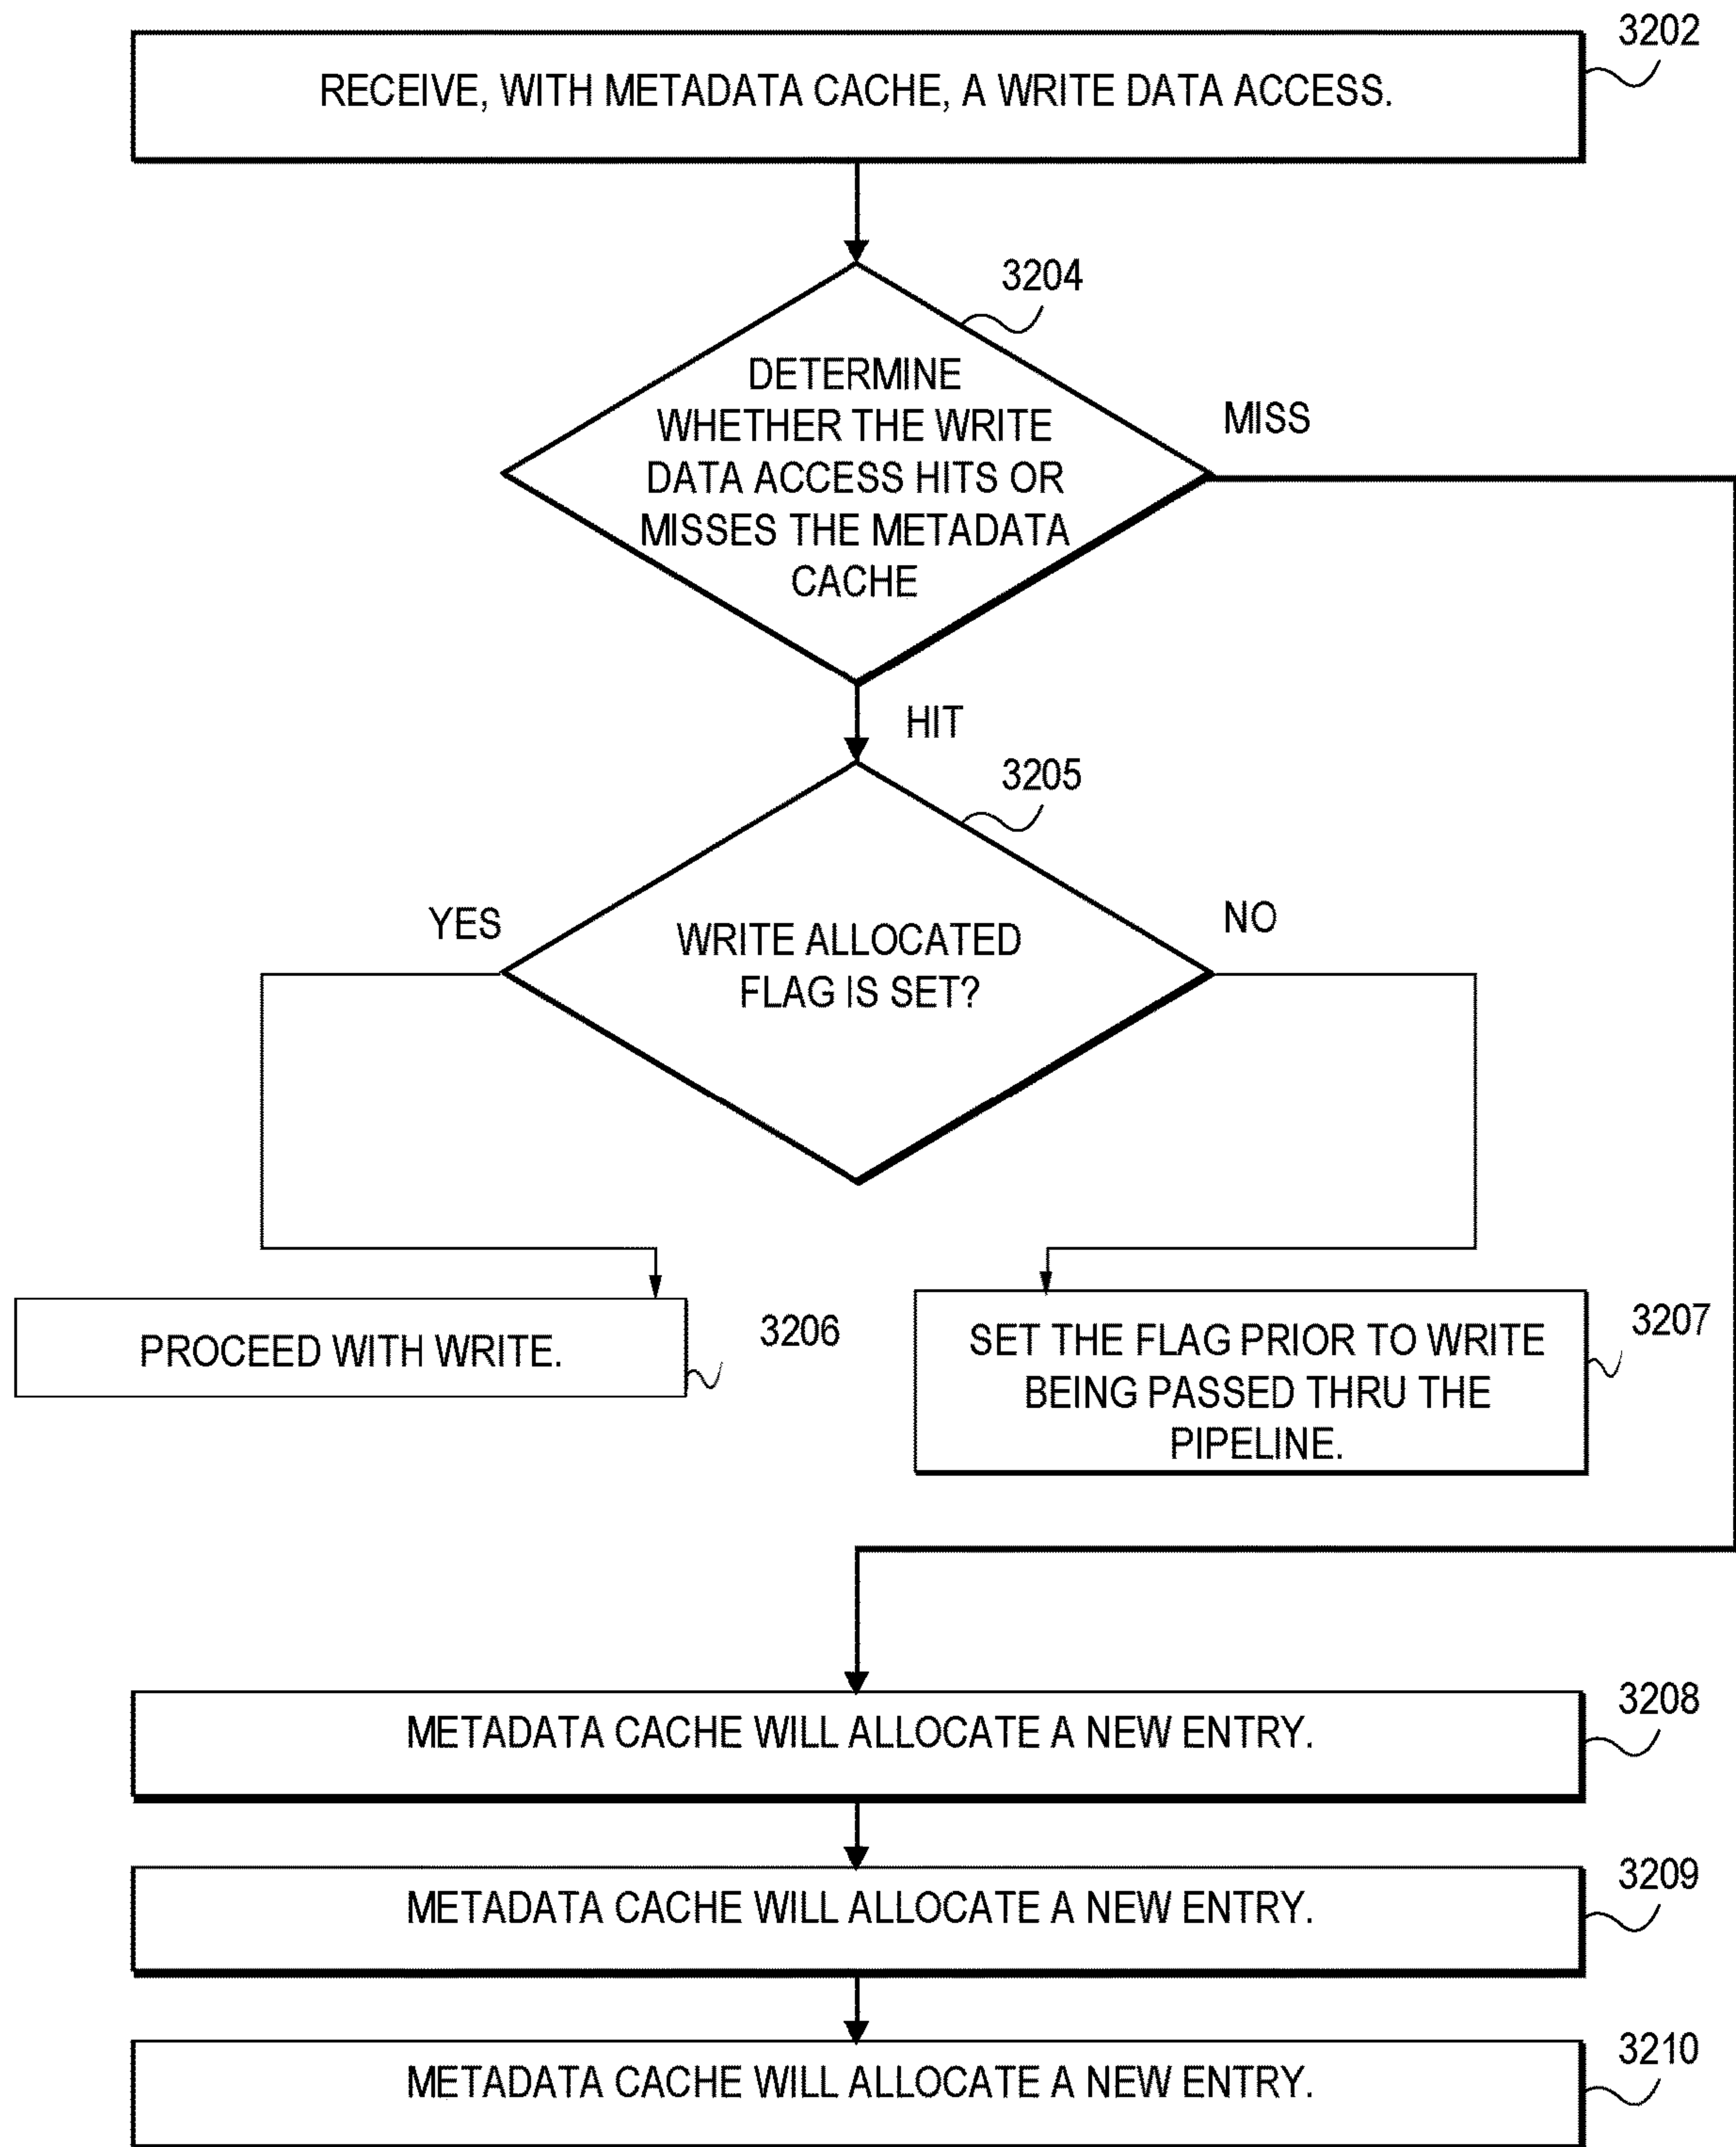 3202
RECEIVE, WITH METADATA CACHE, A WRITE DATA ACCESS.
3204
DETERMINE
WHETHER THE WRITE
DATA ACCESS HITS OR
MISSES THE METADATA
CACHE
MISS
HIT
3205
YES
WRITE ALLOCATED
FLAG IS SET?
NO
PROCEED WITH WRITE.
3206
SET THE FLAG PRIOR TO WRITE
BEING PASSED THRU THE
PIPELINE.
3207
METADATA CACHE WILL ALLOCATE A NEW ENTRY.
3208
METADATA CACHE WILL ALLOCATE A NEW ENTRY.
3209
METADATA CACHE WILL ALLOCATE A NEW ENTRY.
3210